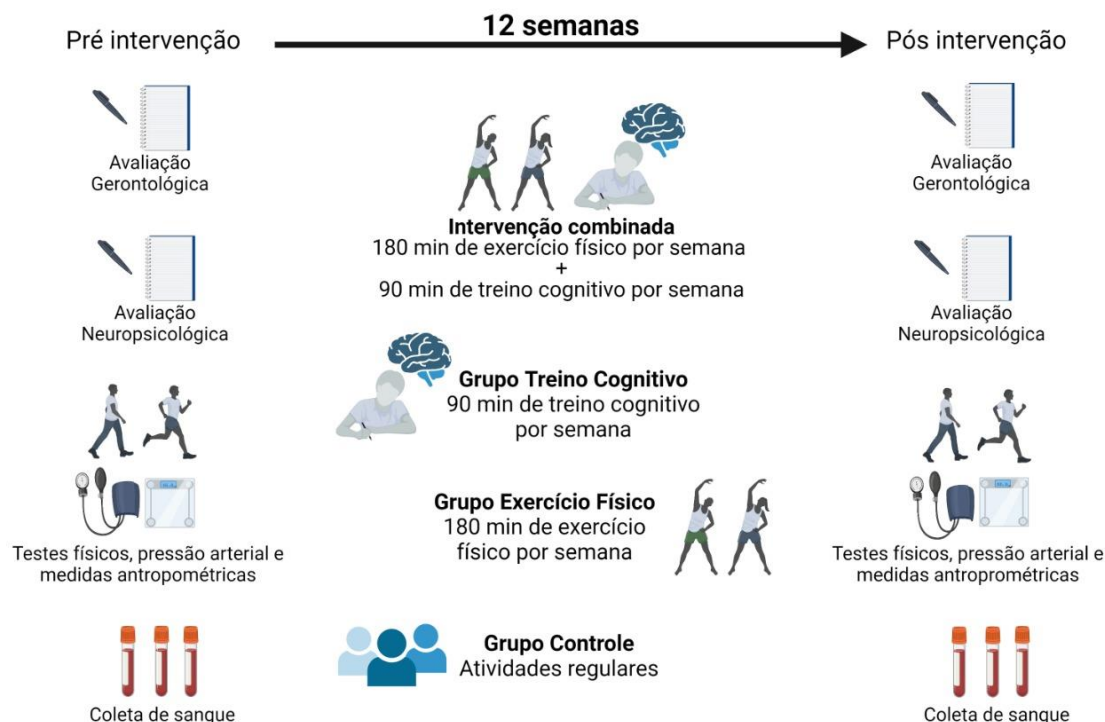 Pré intervenção
12 semanas
Pós intervenção
Avaliação
Gerontológica
Avaliação
Neuropsicológica
Testes físicos, pressão arterial e
medidas antropométricas
Coleta de sangue
Intervenção combinada
180 min de exercício físico por semana
+
90 min de treino cognitivo por semana
Grupo Treino Cognitivo
90 min de treino cognitivo
por semana
Grupo Exercício Físico
180 min de exercício
físico por semana
Grupo Controle
Atividades regulares
Avaliação
Gerontológica
Avaliação
Neuropsicológica
Testes físicos, pressão arterial e
medidas antroprométricas
Coleta de sangue